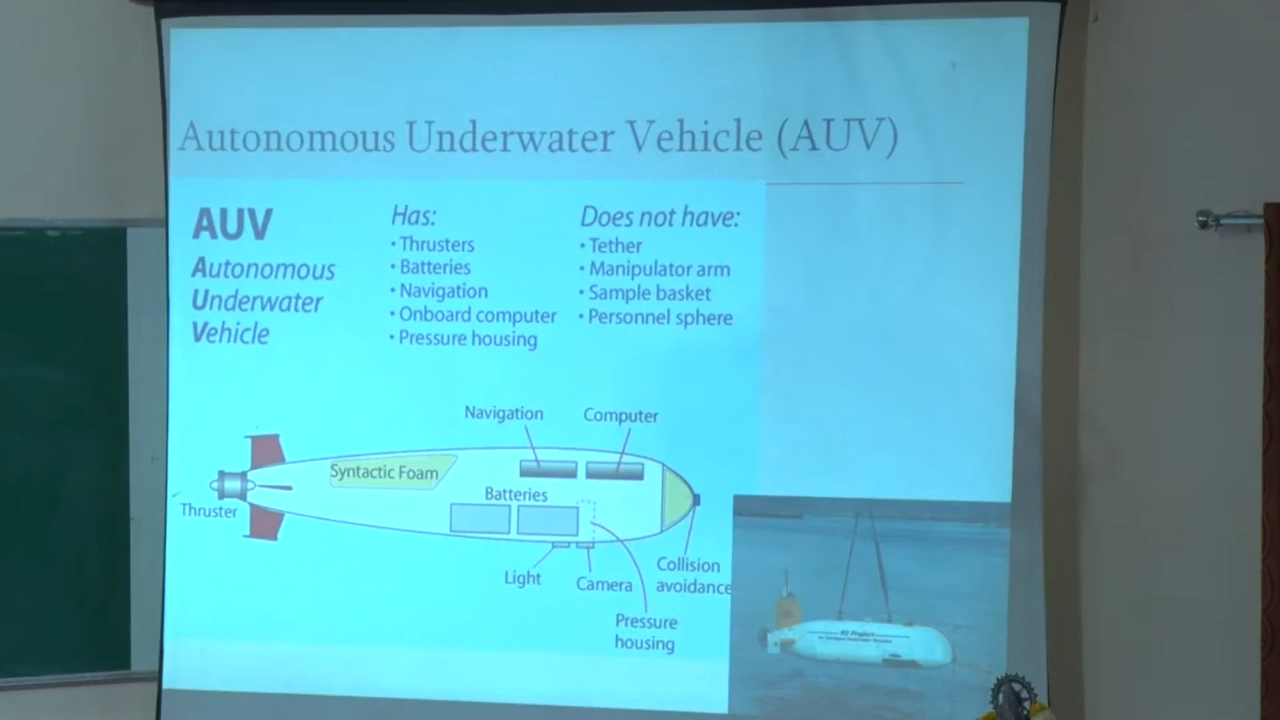 Autonomous Underwater Vehicle (AUV)
AUV
Autonomous
Underwater
Vehicle
Has:
• Thrusters
• Batteries
• Navigation
• Onboard computer
• Pressure housing
Does not have:
• Tether
• Manipulator arm
• Sample basket
• Personnel sphere
Navigation
Computer
Syntactic Foam
Batteries
Thruster
Light
Camera
Collision
avoidance
Pressure
housing